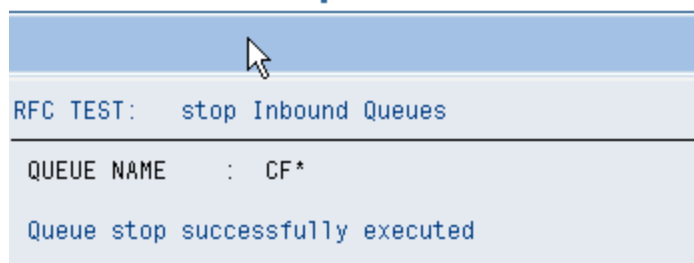 RFC TEST: stop Inbound Queues
QUEUE NAME : CF*
Queue stop successfully executed